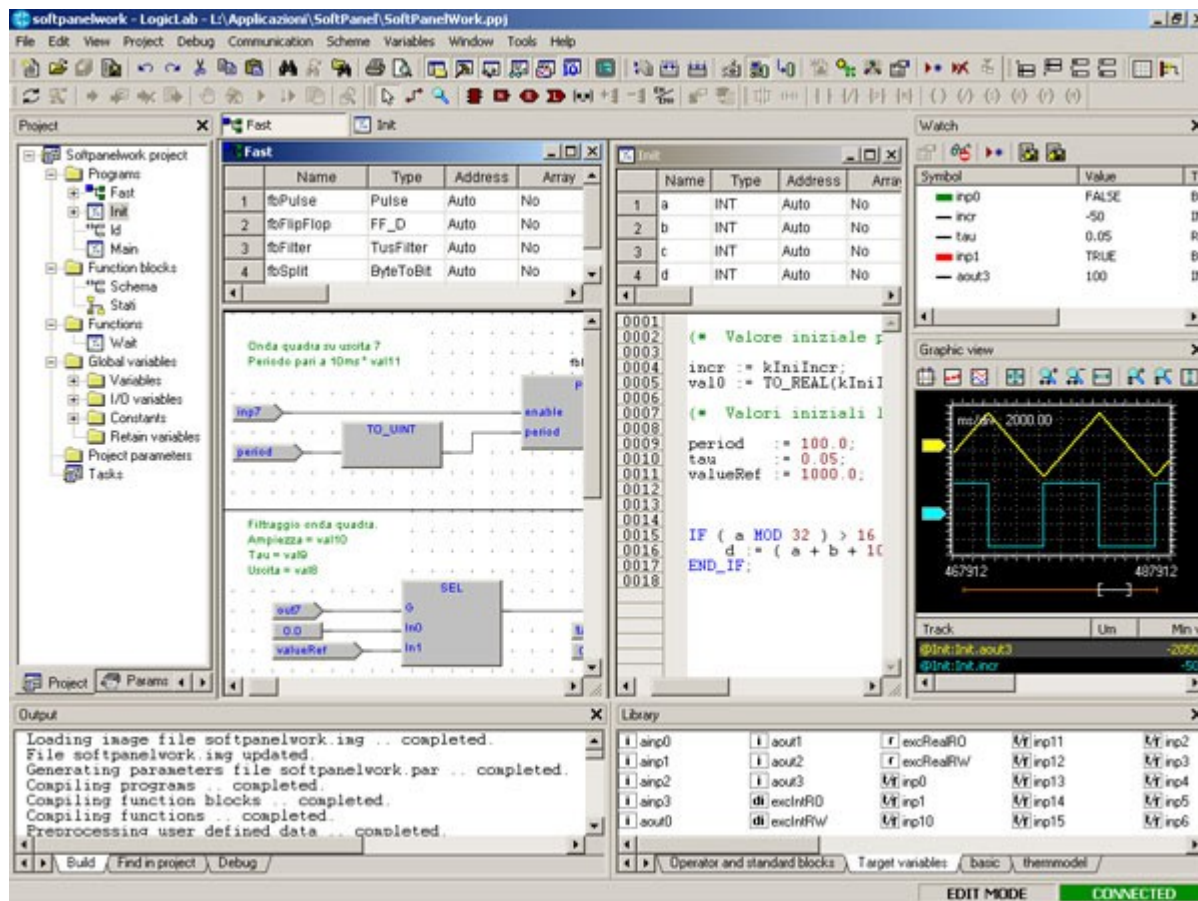 softpanelwork - LogicLab - L:\Applicazioni\SoftPanel\SoftPanelWork.ppj
File Edit View Project Debug Communication Scheme Variables Window Tools Help
Project
Softpanelwork project
Programs
Fast
Init
Id
Main
Function blocks
Schema
Stati
Functions
Wait
Global variables
Variables
I/O variables
Constants
Retain variables
Project parameters
Tasks
Project Params
Fast Init
Fast
Name Type Address Array
1 fbPulse Pulse Auto No
2 fbFlipFlop FF_D Auto No
3 fbFilter TusFilter Auto No
4 fbSplit ByteToBit Auto No
Onda quadra su uscita 7
Periodo pari a 10ms * val11
inp7
period
TO_UINT
enable
period
Filtraggio onda quadra.
Ampiezza = val10
Tau = val9
Uscita = val8
SEL
out7 G
0.0 In0
valueRef In1
Init
Name Type Address Array
1 a INT Auto No
2 b INT Auto No
3 c INT Auto No
4 d INT Auto No
0001
0002 (* Valore iniziale p
0003
0004 incr := kIniIncr;
0005 val0 := TO_REAL(kIniI
0006
0007 (* Valori iniziali l
0008
0009 period := 100.0;
0010 tau := 0.05;
0011 valueRef := 1000.0;
0012
0013
0014
0015 IF ( a MOD 32 ) > 16
0016 d := ( a + b + 10
0017 END_IF;
0018
Watch
Symbol Value T
inp0 FALSE B
incr -50 I
tau 0.05 R
inp1 TRUE B
aout3 100 I
Graphic view
ms/div 2000.00
467912 487912
Track Um Min v
@Init:Init.aout3 -2050
@Init:Init.incr -50
Output
Loading image file softpanelwork.img .. completed.
File softpanelwork.img updated.
Generating parameters file softpanelwork.par .. completed.
Compiling programs .. completed.
Compiling function blocks .. completed.
Compiling functions .. completed.
Preprocessing user defined data .. completed.
Build Find in project Debug
Library
ainp0 aout1 excRealRO inp11 inp2
ainp1 aout2 excRealRW inp12 inp3
ainp2 aout3 inp0 inp13 inp4
ainp3 excIntRO inp1 inp14 inp5
aout0 excIntRW inp10 inp15 inp6
Operator and standard blocks Target variables basic thermmodel
EDIT MODE CONNECTED